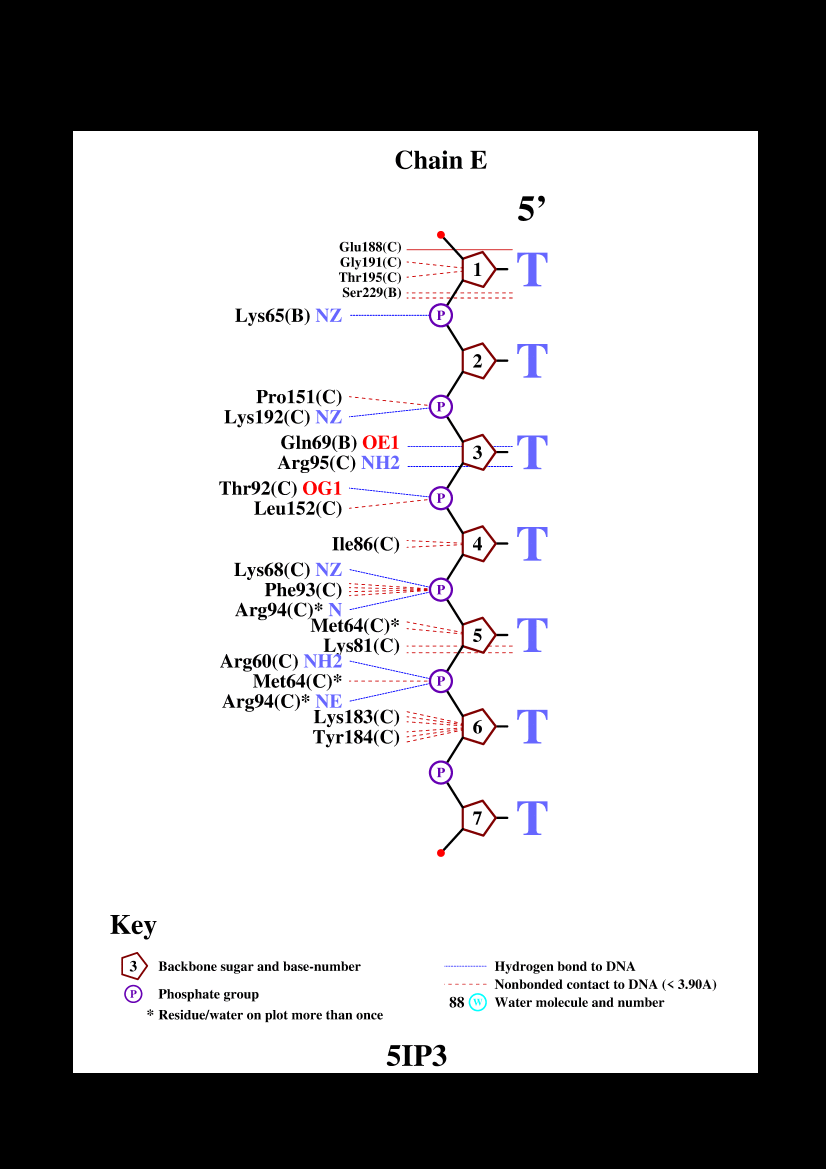 Chain E
5’
Glu188(C)
Gly191(C)
1 T
Thr195(C)
Ser229(B)
Lys65(B) NZ P
2 T
Pro151(C)
P
Lys192(C) NZ
Gln69(B) OE1
3 T
Arg95(C) NH2
Thr92(C) OG1
P
Leu152(C)
Ile86(C) 4 T
Lys68(C) NZ
Phe93(C) P
Arg94(C)* N
Met64(C)*
5 T
Lys81(C)
Arg60(C) NH2
Met64(C)* P
Arg94(C)* NE
Lys183(C)
6 T
Tyr184(C)
P
7 T
Key
3 Backbone sugar and base-number
P Phosphate group
* Residue/water on plot more than once
Hydrogen bond to DNA
Nonbonded contact to DNA (< 3.90A)
88 W Water molecule and number
5IP3